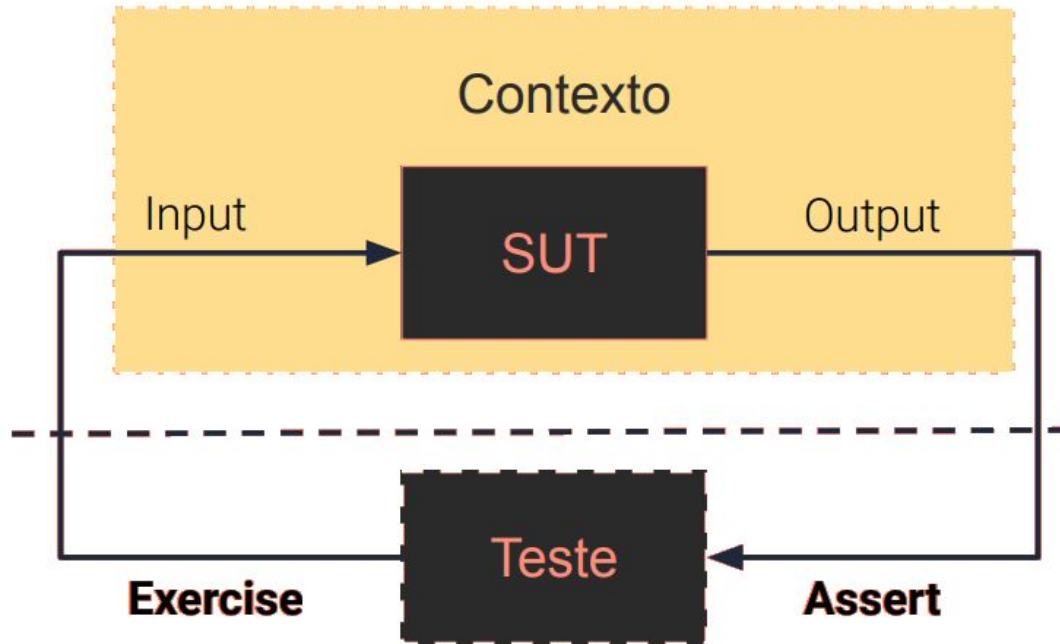 Contexto
Input
SUT
Output
Teste
Exercise
Assert